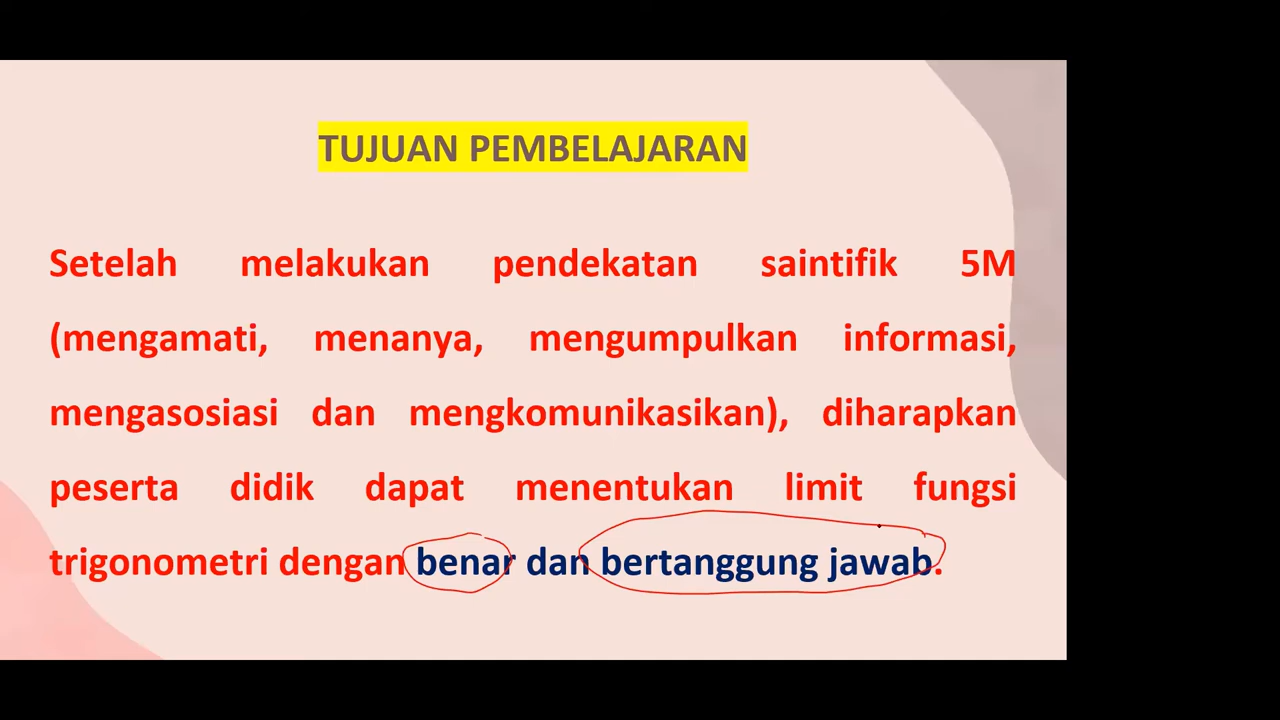 TUJUAN PEMBELAJARAN
Setelah melakukan pendekatan saintifik 5M
(mengamati, menanya, mengumpulkan informasi,
mengasosiasi dan mengkomunikasikan), diharapkan
peserta didik dapat menentukan limit fungsi
trigonometri dengan benar dan bertanggung jawab.